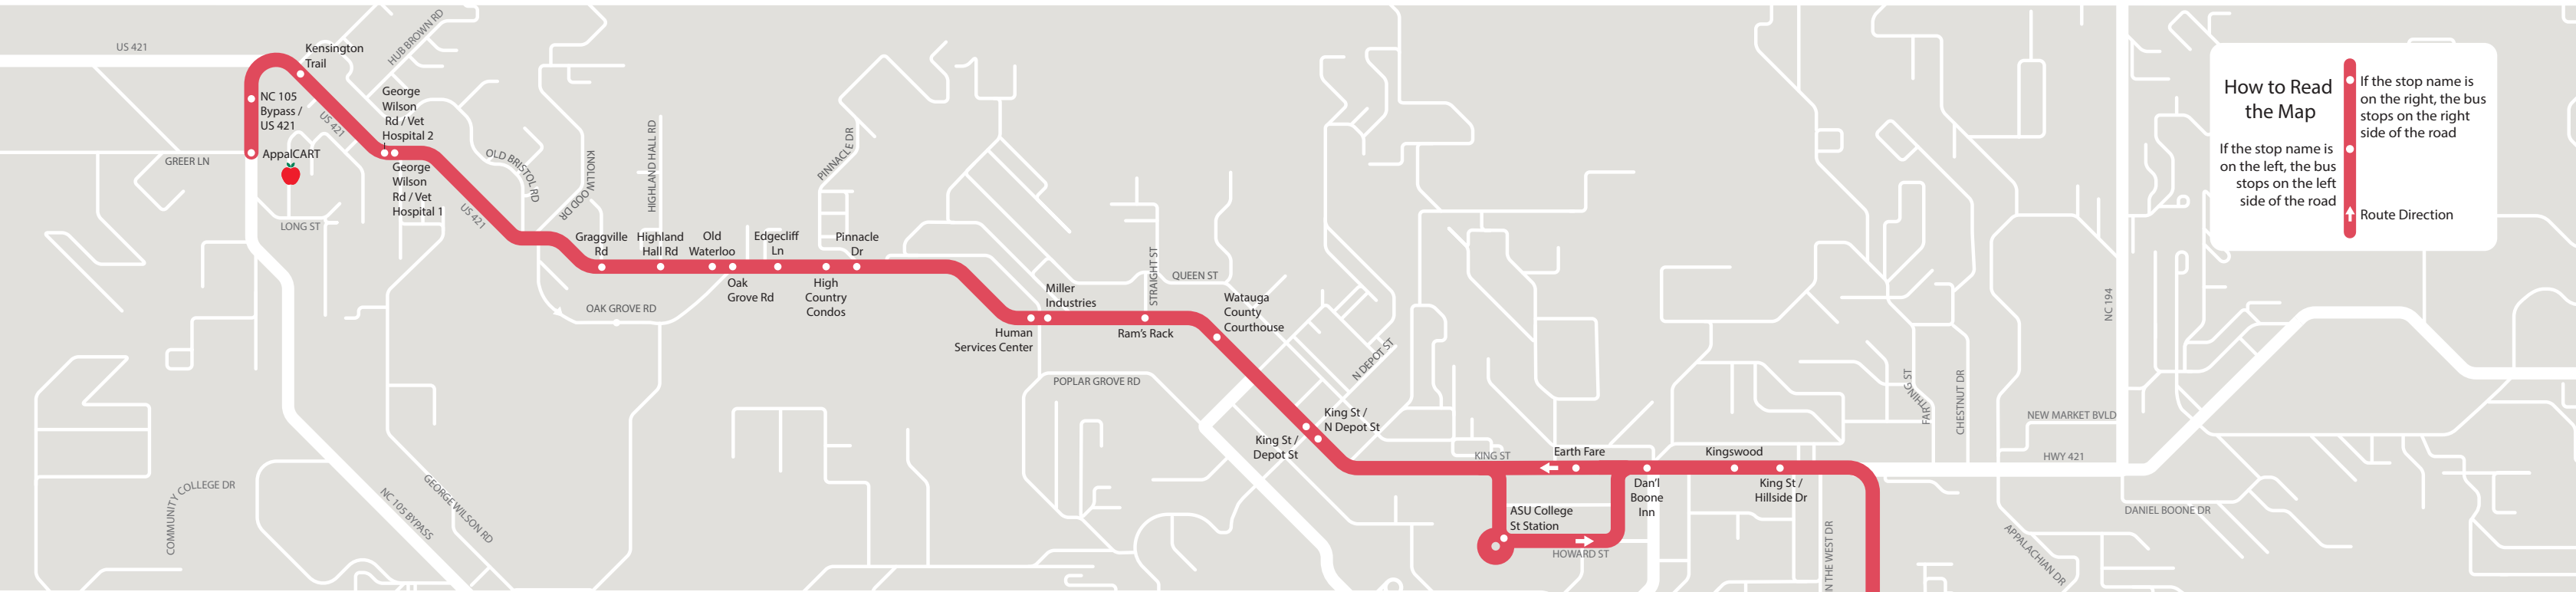 US 421
Kensington
Trail
HUB BROWN RD
NC 105
Bypass /
US 421
US 421
George
Wilson
Rd / Vet
Hospital 2
AppalCART
GREER LN
George
Wilson
Rd / Vet
Hospital 1
LONG ST
US 421
OLD BRISTOL RD
KNOLLWOOD DR
HIGHLAND HALL RD
PINNACLE DR
Graggville
Rd
Highland
Hall Rd
Old
Waterloo
Oak
Grove Rd
Edgecliff
Ln
High
Country
Condos
Pinnacle
Dr
OAK GROVE RD
Human
Services Center
Miller
Industries
STRAIGHT ST
QUEEN ST
Ram's Rack
Watauga
County
Courthouse
POPLAR GROVE RD
N DEPOT ST
King St /
N Depot St
King St /
Depot St
COMMUNITY COLLEGE DR
NC 105 BYPASS
GEORGE WILSON RD
KING ST
Earth Fare
ASU College
St Station
HOWARD ST
Dan'l
Boone
Inn
Kingswood
King St /
Hillside Dr
N THE WEST DR
FARTHING ST
CHESTNUT DR
NEW MARKET BVLD
NC 194
HWY 421
DANIEL BOONE DR
APPALACHIAN DR
How to Read
the Map
If the stop name is
on the left, the bus
stops on the left
side of the road
If the stop name is
on the right, the bus
stops on the right
side of the road
Route Direction